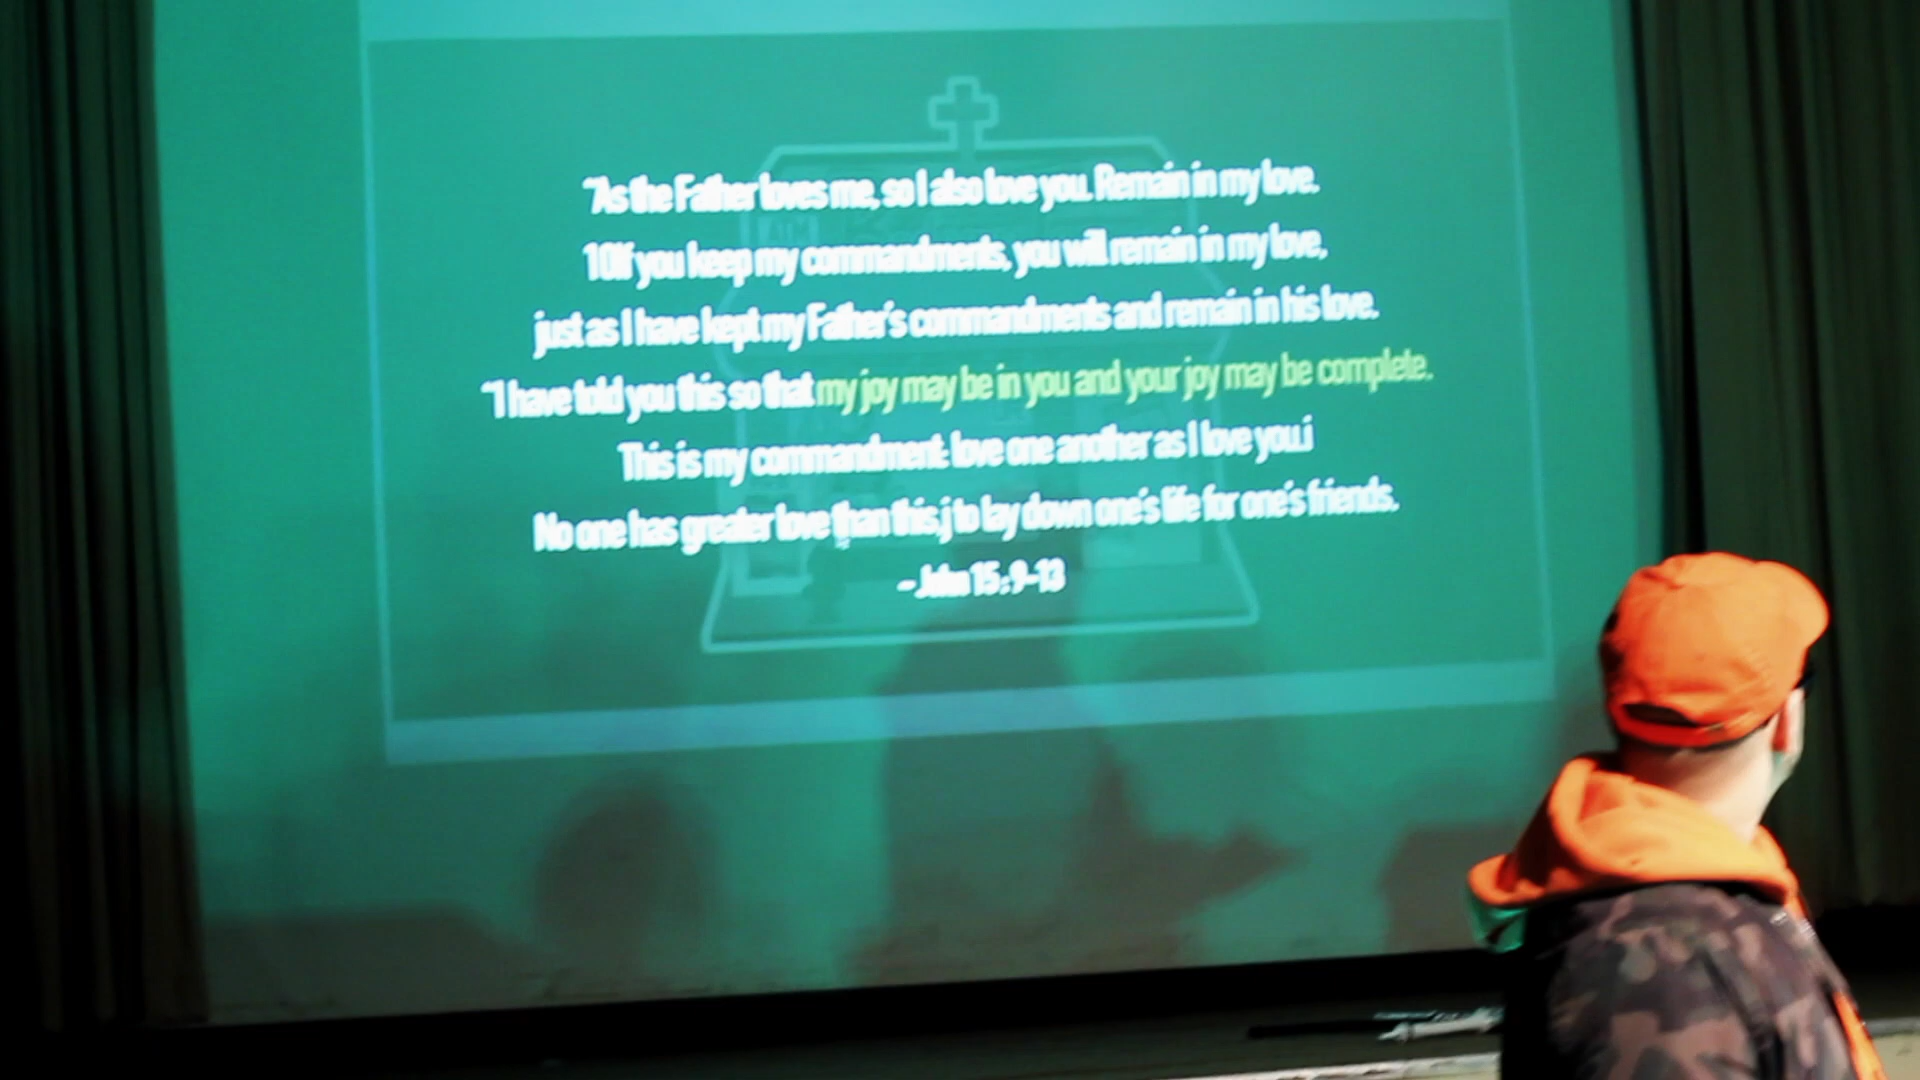 “As the Father loves me, so I also love you. Remain in my love.
10If you keep my commandments, you will remain in my love,
just as I have kept my Father's commandments and remain in his love.
“I have told you this so that my joy may be in you and your joy may be complete.
This is my commandment: love one another as I love you.i
No one has greater love than this,j to lay down one's life for one's friends.
- John 15:9-13